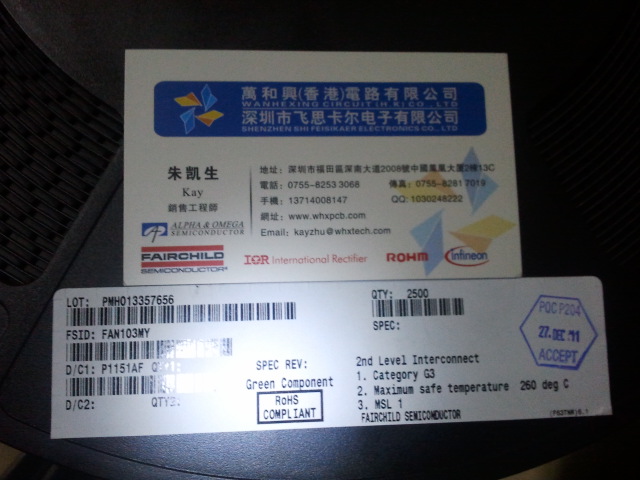 萬和興(香港)電路有限公司
WANHEXING CIRCUIT (H.K) CO., LTD
深圳市飞思卡尔电子有限公司
SHENZHEN SHI FEISIKAER ELECTRONICS CO., LTD
朱凯生
Kay
銷售工程師
地址：深圳市福田區深南大道2008號中國鳳凰大厦2棟13C
電話：0755-8253 3068 傳真：0755-8281 7019
手機：13714008147 QQ: 1030248222
網址：www.whxpcb.com
Email: kayzhu@whxtech.com
ALPHA & OMEGA
SEMICONDUCTOR
FAIRCHILD
SEMICONDUCTOR®
IOR International Rectifier
ROHM
Infineon
LOT: PMH013357656
QTY: 2500
FSID: FAN103MY
SPEC:
D/C1: P1151AF
SPEC REV:
D/C2:
Green Component
RoHS
COMPLIANT
2nd Level Interconnect
1. Category G3
2. Maximum safe temperature 260 deg C
3. MSL 1
FAIRCHILD SEMICONDUCTOR
PQC P204
27. DEC '11
ACCEPT